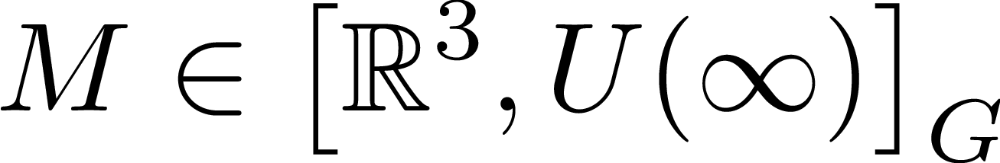 M ∈ [ℝ³, U(∞)]_G